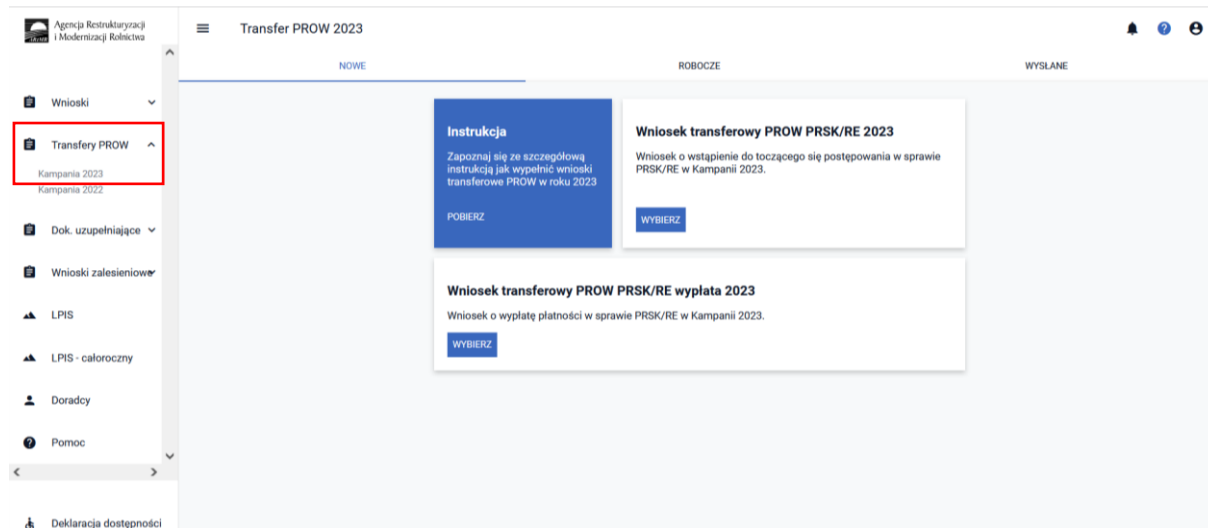 Agencja Restrukturyzacji
i Modernizacji Rolnictwa
Transfer PROW 2023
NOWE
ROBOCZE
WYSŁANE
Wnioski
Transfery PROW
Kampania 2023
Kampania 2022
Dok. uzupełniające
Wnioski zalesieniowe
LPIS
LPIS - całoroczny
Doradcy
Pomoc
Deklaracja dostępności
Instrukcja
Zapoznaj się ze szczegółową
instrukcją jak wypełnić wnioski
transferowe PROW w roku 2023
POBIERZ
Wniosek transferowy PROW PRSK/RE 2023
Wniosek o wstąpienie do toczącego się postępowania w sprawie
PRSK/RE w Kampanii 2023.
WYBIERZ
Wniosek transferowy PROW PRSK/RE wypłata 2023
Wniosek o wypłatę płatności w sprawie PRSK/RE w Kampanii 2023.
WYBIERZ